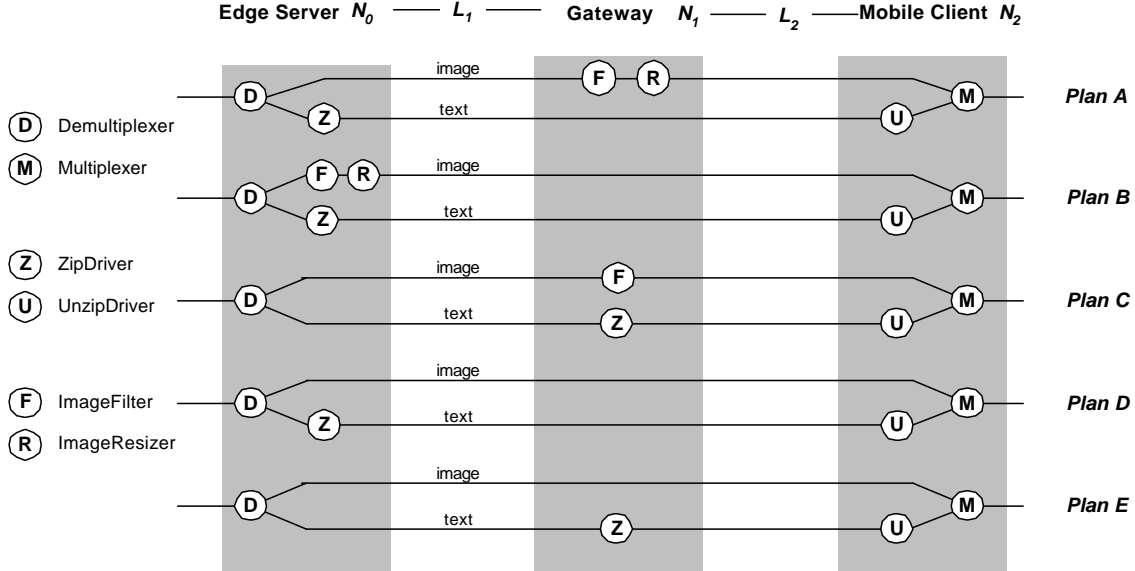 Edge Server N0 L1 Gateway N1 L2 Mobile Client N2
image
F R
D M Plan A
text
Z U
D Demultiplexer
M Multiplexer
image
F R
D M Plan B
text
Z U
Z ZipDriver
U UnzipDriver
image
F
D M Plan C
text
Z U
F ImageFilter
R ImageResizer
image
D M Plan D
text
Z U
image
D M Plan E
text
Z U